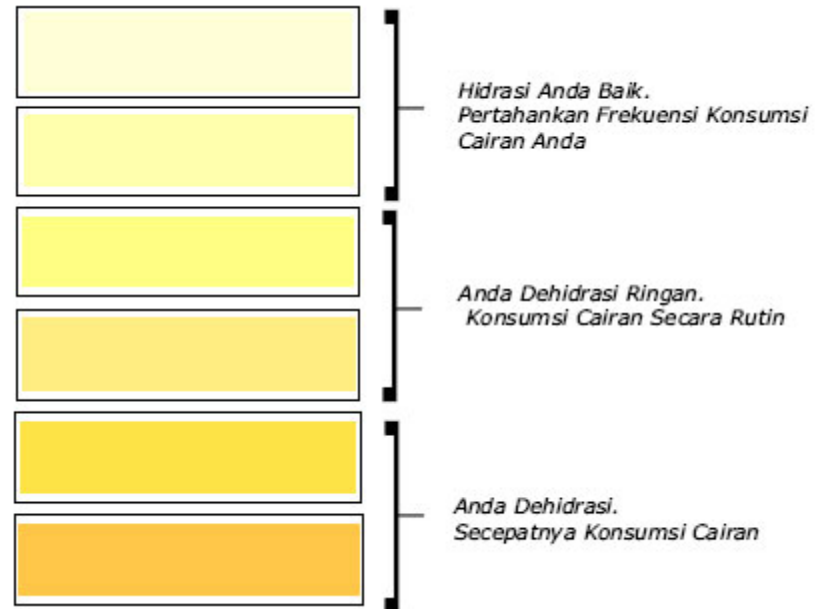 Hidrasi Anda Baik.
Pertahankan Frekuensi Konsumsi
Cairan Anda
Anda Dehidrasi Ringan.
Konsumsi Cairan Secara Rutin
Anda Dehidrasi.
Secepatnya Konsumsi Cairan